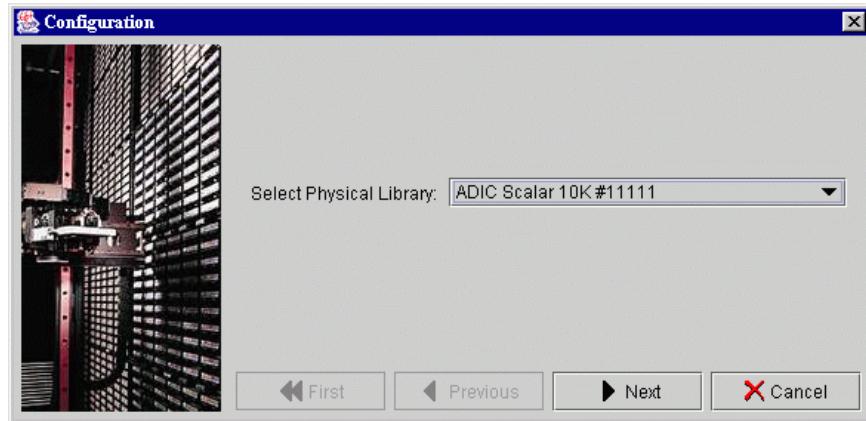 Configuration
Select Physical Library: ADIC Scalar 10K #11111
First Previous Next Cancel